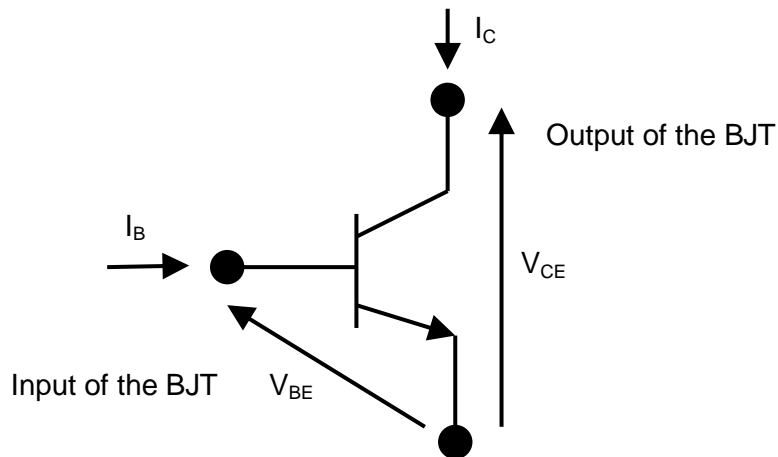 I_C
Output of the BJT
I_B
V_CE
Input of the BJT
V_BE